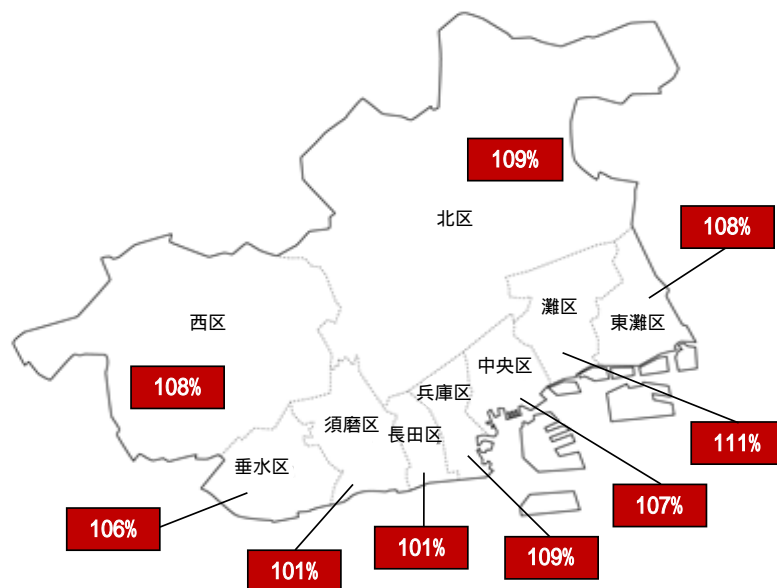 109%
北区
108%
灘区
西区
東灘区
中央区
108%
兵庫区
須磨区
長田区
111%
垂水区
107%
106%
101%
101%
109%